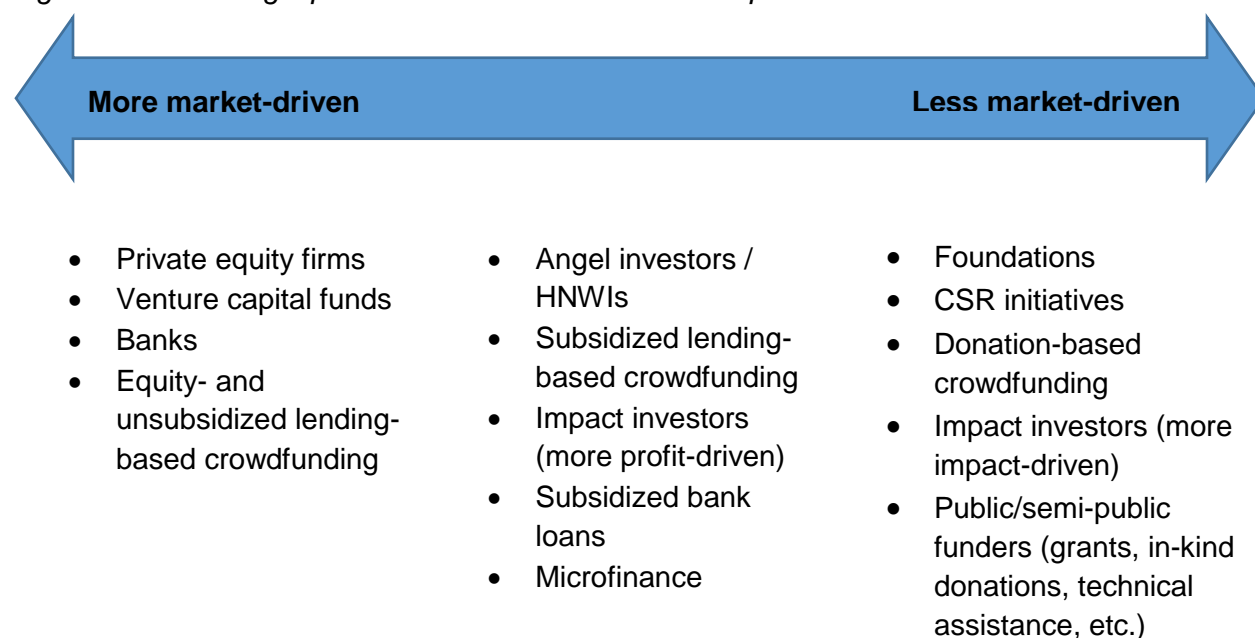 More market-driven
Less market-driven
• Private equity firms
• Venture capital funds
• Banks
• Equity- and
unsubsidized lending-
based crowdfunding
• Angel investors /
HNWIs
• Subsidized lending-
based crowdfunding
• Impact investors
(more profit-driven)
• Subsidized bank
loans
• Microfinance
• Foundations
• CSR initiatives
• Donation-based
crowdfunding
• Impact investors (more
impact-driven)
• Public/semi-public
funders (grants, in-kind
donations, technical
assistance, etc.)